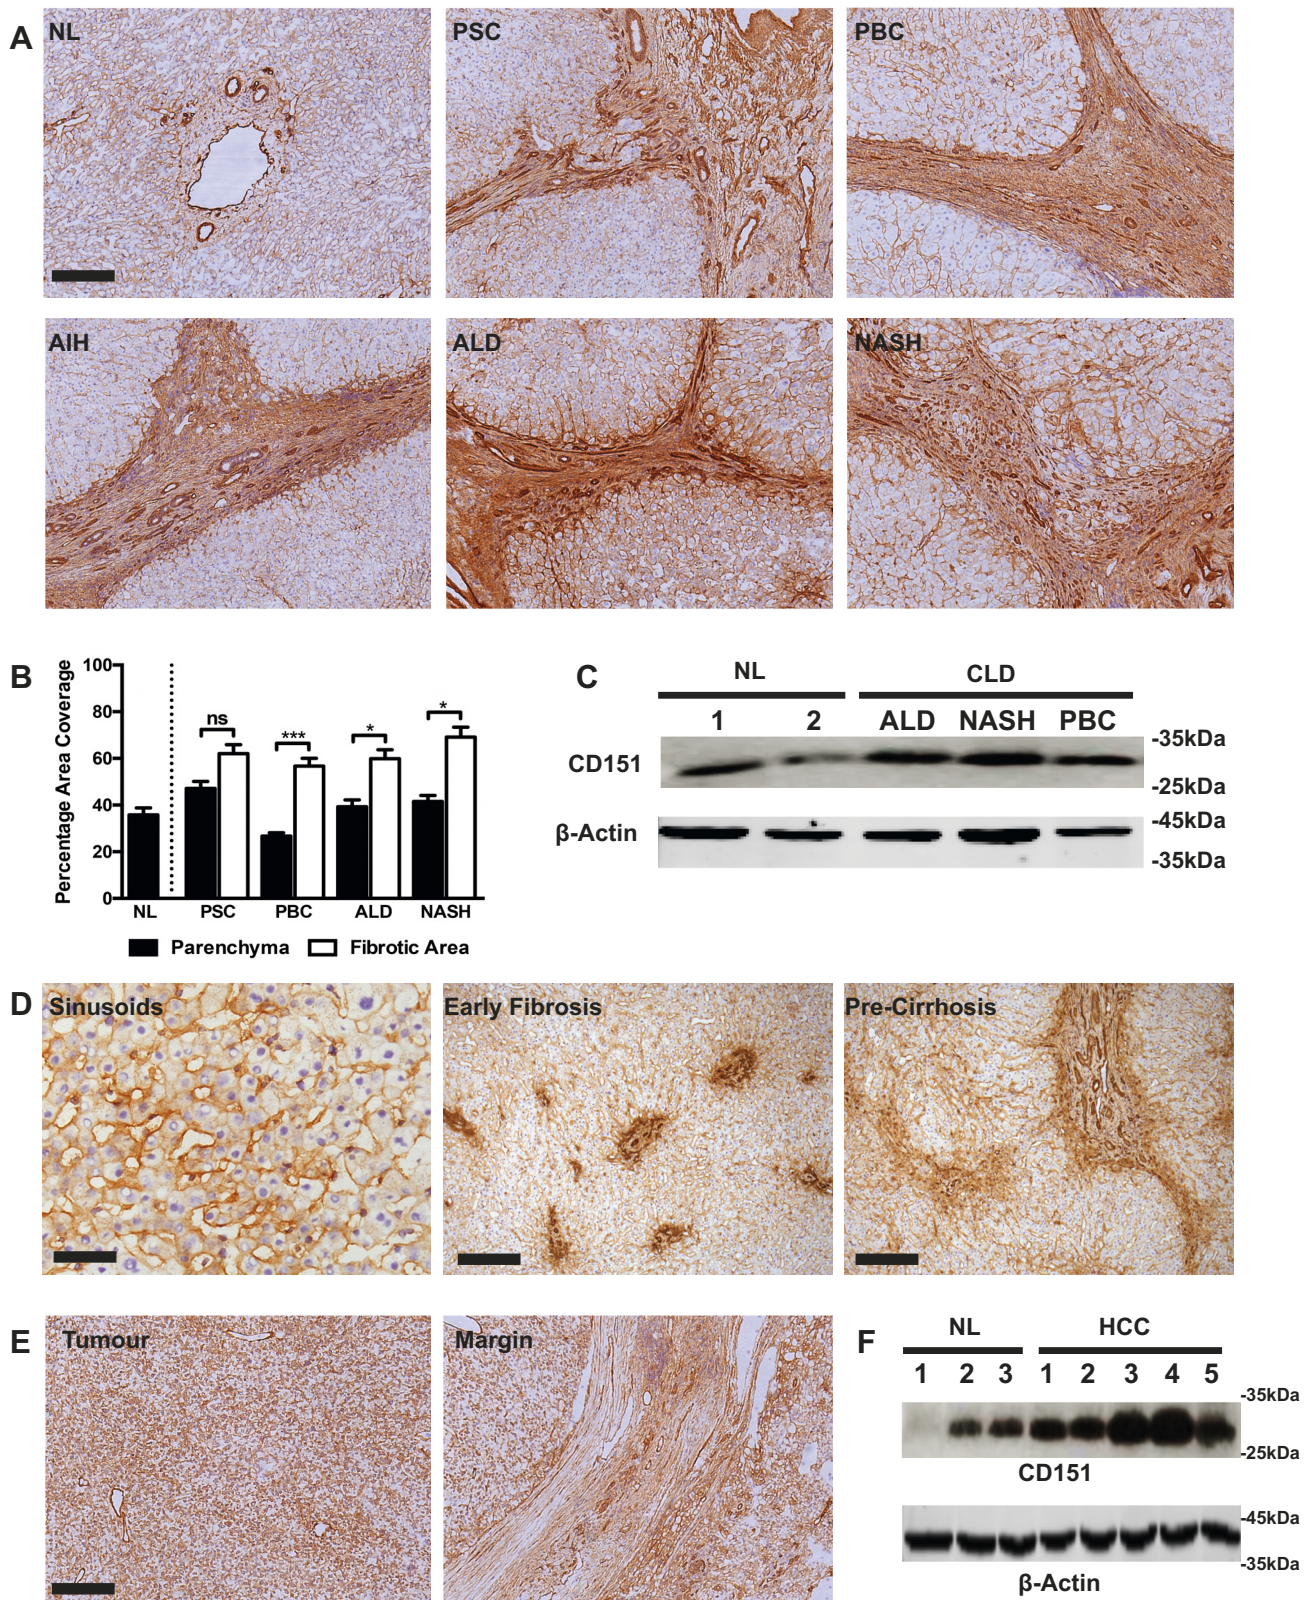 A
NL
PSC
PBC
AIH
ALD
NASH
B
Percentage Area Coverage
100
80
60
40
20
0
ns
***
*
*
NL
PSC
PBC
ALD
NASH
Parenchyma
Fibrotic Area
C
NL
CLD
1
2
ALD
NASH
PBC
CD151
-35kDa
-25kDa
β-Actin
-45kDa
-35kDa
D
Sinusoids
Early Fibrosis
Pre-Cirrhosis
E
Tumour
Margin
F
NL
HCC
1 2 3 1 2 3 4 5
-35kDa
-25kDa
CD151
-45kDa
-35kDa
β-Actin